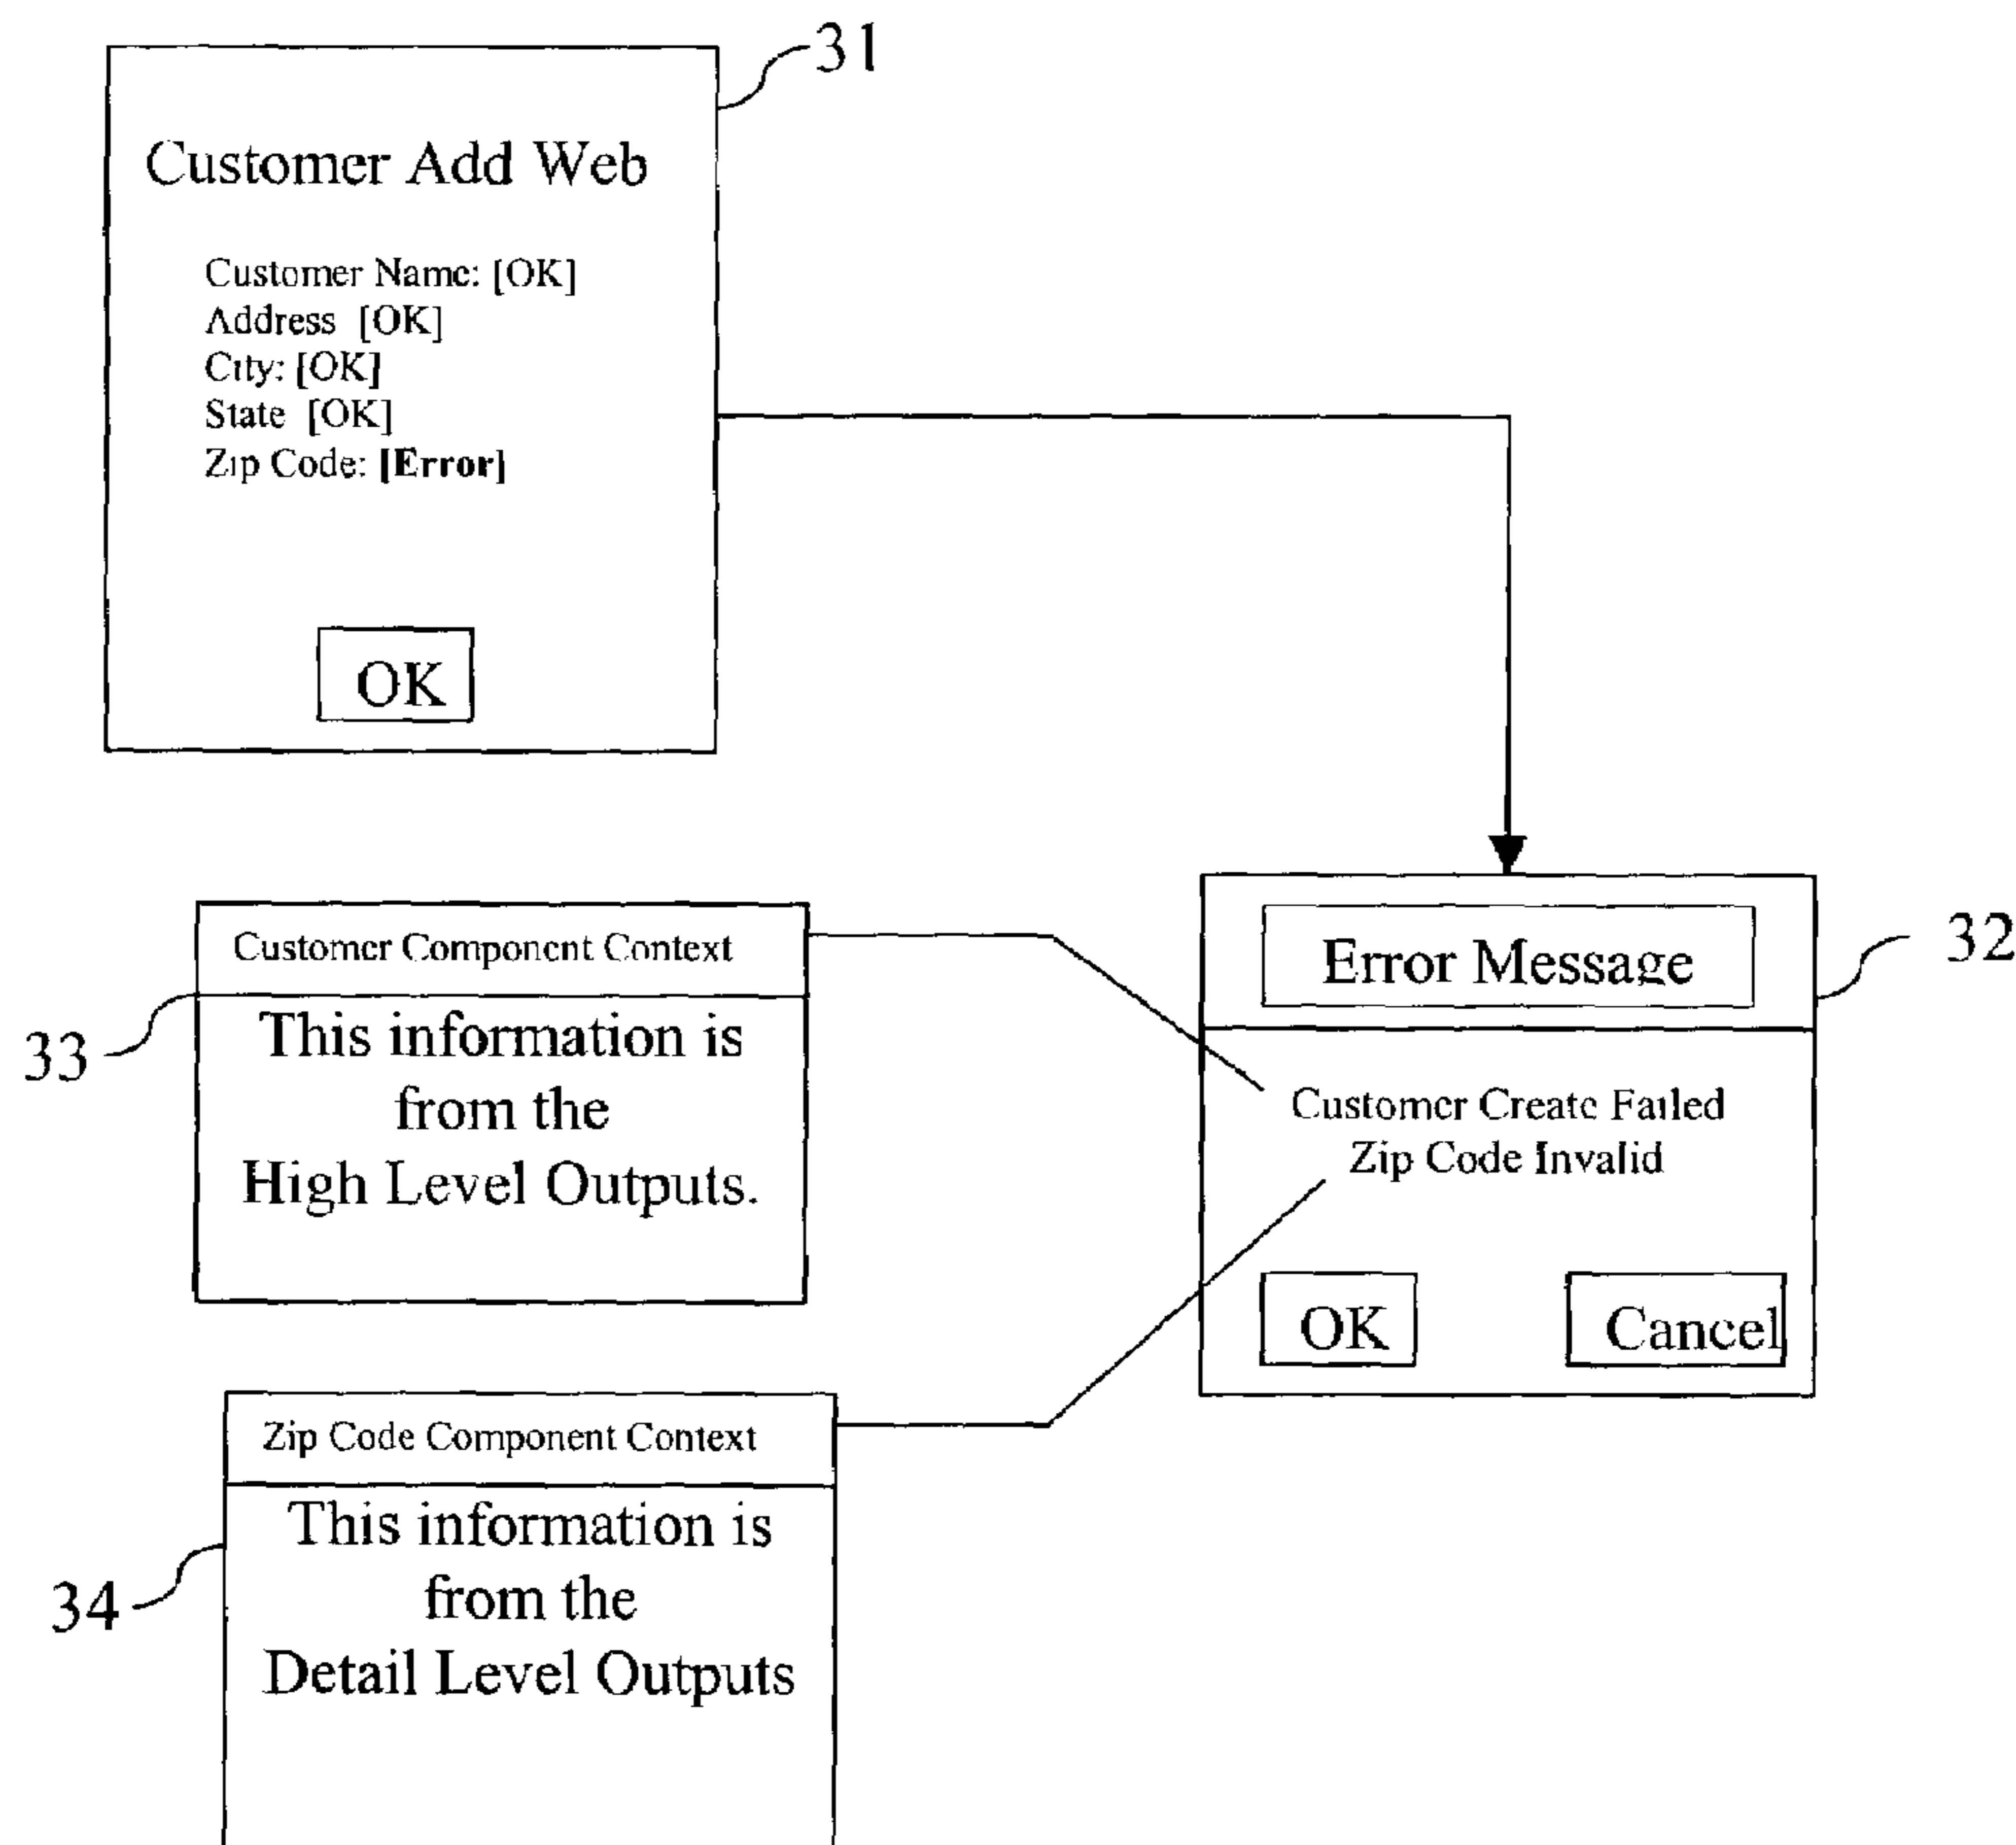 31
Customer Add Web
Customer Name: [OK]
Address [OK]
City: [OK]
State [OK]
Zip Code: [Error]
OK
32
Error Message
Customer Create Failed
Zip Code Invalid
OK
Cancel
33
Customer Component Context
This information is
from the
High Level Outputs.
34
Zip Code Component Context
This information is
from the
Detail Level Outputs